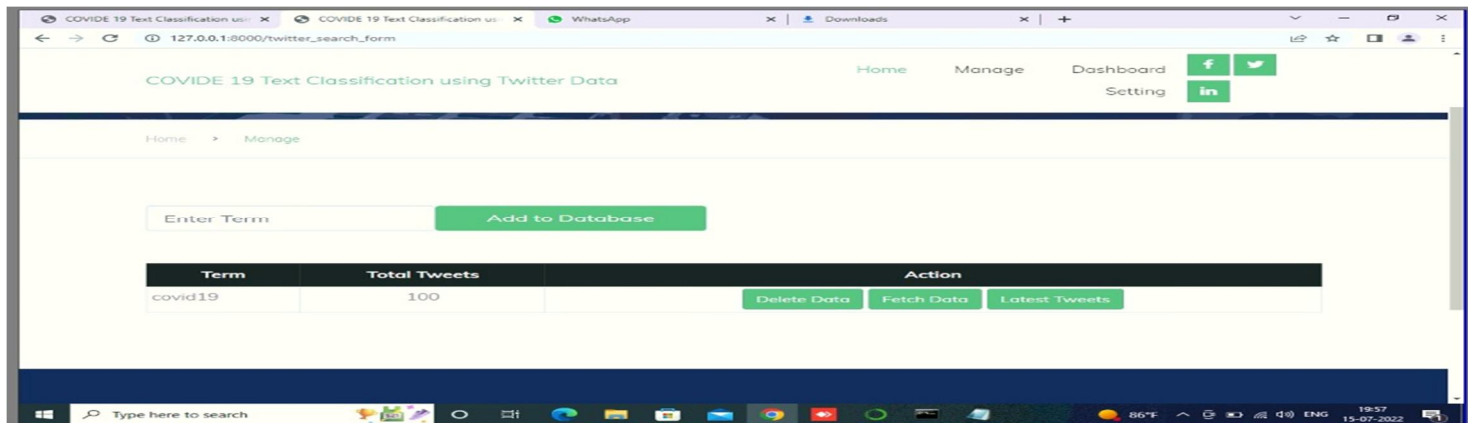 COVIDE 19 Text Classification usi
COVIDE 19 Text Classification us
WhatsApp
Downloads
127.0.0.1:8000/twitter_search_form
COVIDE 19 Text Classification using Twitter Data
Home Manage Dashboard
Setting
f
in
Home > Manage
Enter Term
Add to Database
Term Total Tweets Action
covid19 100 Delete Data Fetch Data Latest Tweets
Type here to search
86°F
ENG
19:57
15-07-2022